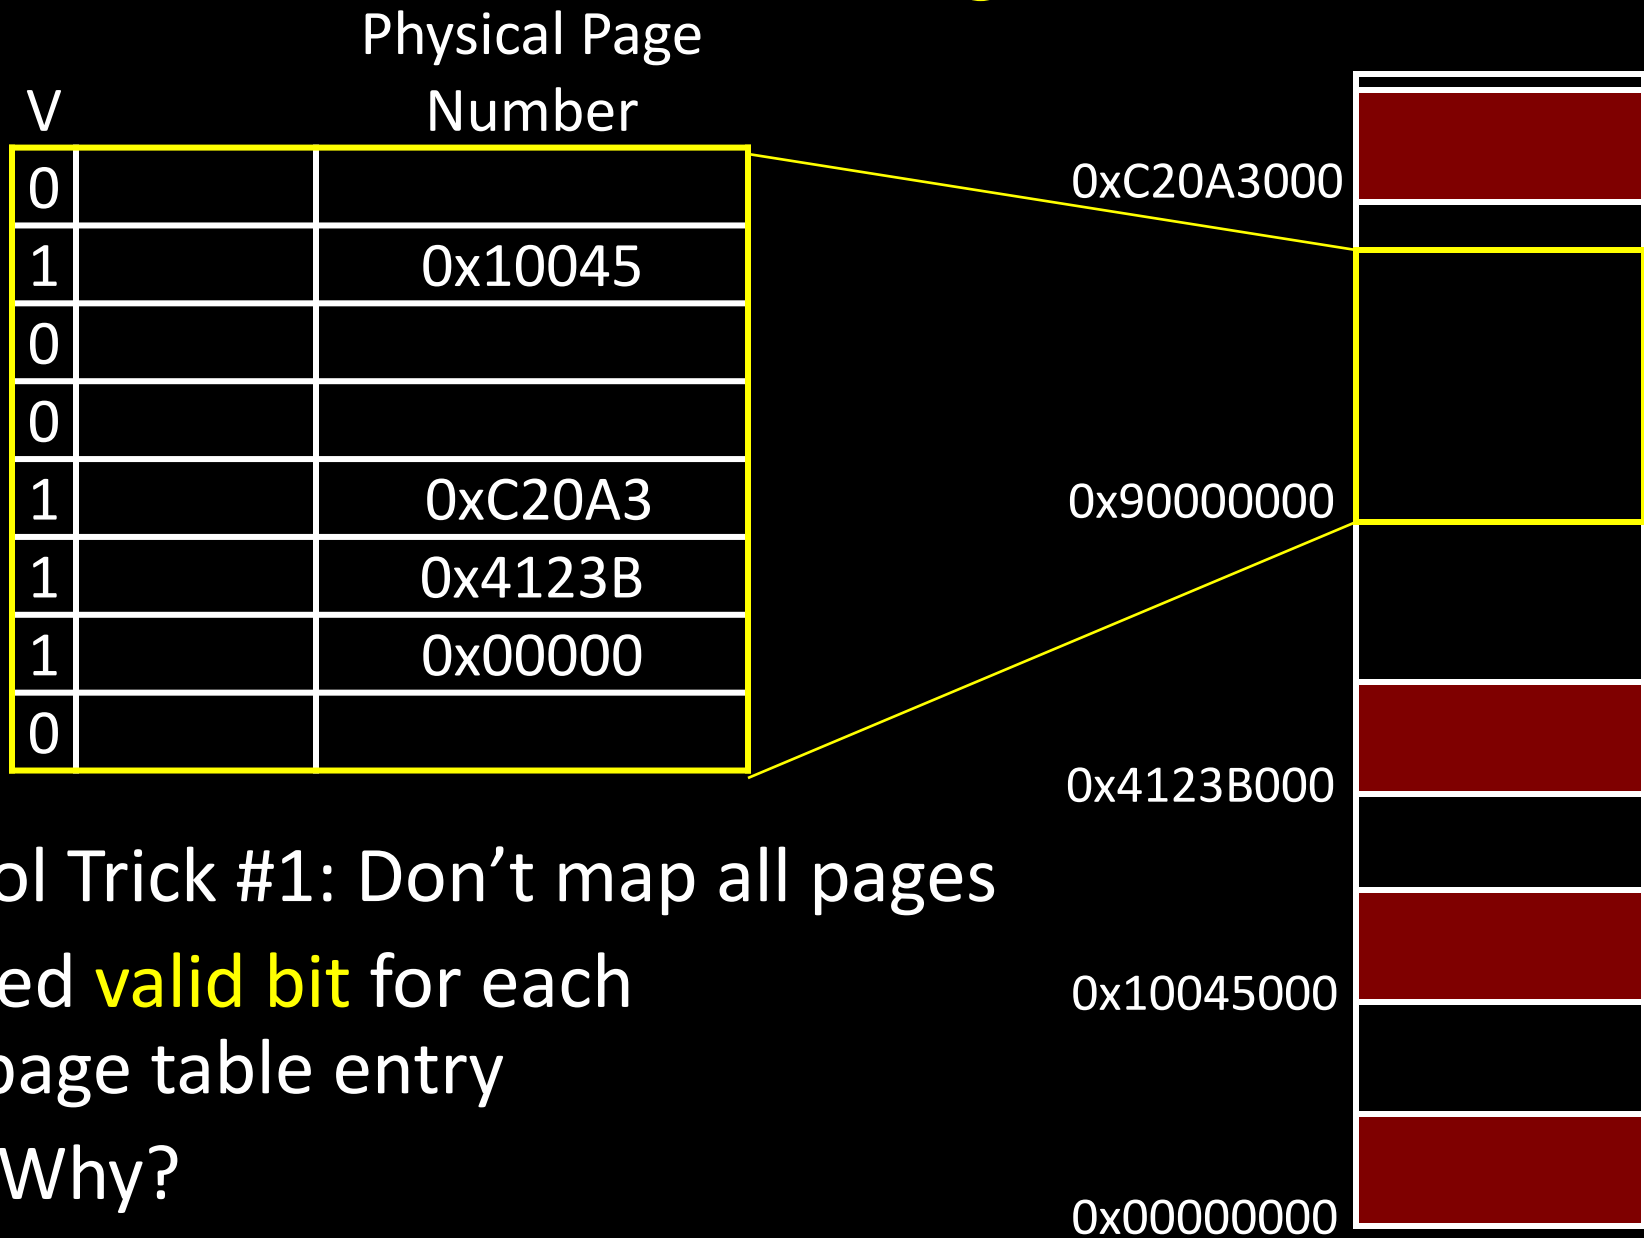 Physical Page
V Number
0
1 0x10045
0
0
1 0xC20A3
1 0x4123B
1 0x00000
0
0xC20A3000
0x90000000
0x4123B000
0x10045000
0x00000000
ol Trick #1: Don’t map all pages
ed valid bit for each
page table entry
Why?